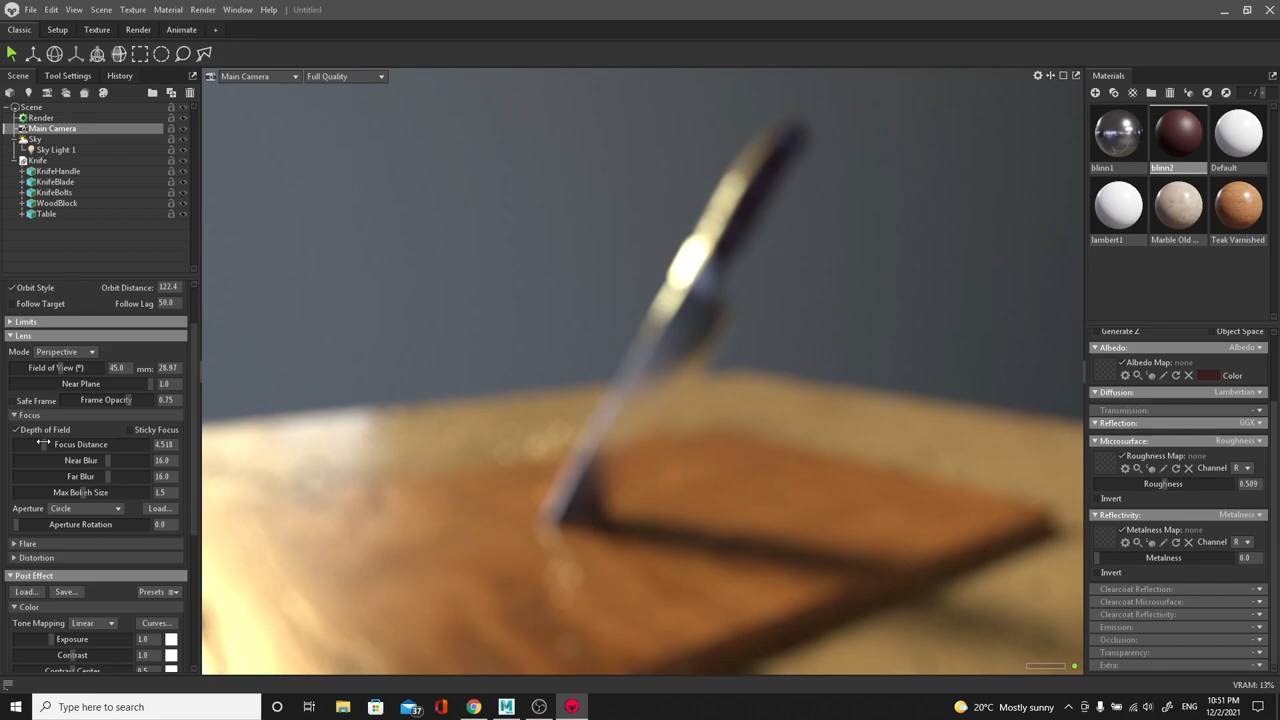 File Edit View Scene Texture Material Render Window Help Untitled
Classic Setup Texture Render Animate +
Scene Tool Settings History
Main Camera Full Quality
Materials
Scene
Render
Main Camera
Sky
Sky Light 1
Knife
KnifeHandle
KnifeBlade
KnifeBolts
WoodBlock
Table
Orbit Style Orbit Distance: 122.4
Follow Target Follow Lag 50.0
Limits
Lens
Mode Perspective
Field of View (º) 45.0 mm: 28.97
Near Plane 1.0
Safe Frame Frame Opacity 0.75
Focus
Depth of Field Sticky Focus
Focus Distance 4.518
Near Blur 16.0
Far Blur 16.0
Max Bokeh Size 1.5
Aperture Circle Load...
Aperture Rotation 0.0
Flare
Distortion
Post Effect
Load... Save... Presets
Color
Tone Mapping Linear Curves...
Exposure 1.0
Contrast 1.0
Contrast Center 0.5
- /
blinn1 blinn2 Default
lambert1 Marble Old ... Teak Varnished
Generate Z Object Space
Albedo: Albedo
Albedo Map: none
Color
Diffusion: Lambertian
Transmission:
Reflection: GGX
Microsurface: Roughness
Roughness Map: none
Channel R
Roughness 0.509
Invert
Reflectivity: Metalness
Metalness Map: none
Channel R
Metalness 0.0
Invert
Clearcoat Reflection:
Clearcoat Microsurface:
Clearcoat Reflectivity:
Emission:
Occlusion:
Transparency:
Extra:
VRAM: 13%
Type here to search
37
20°C Mostly sunny
10:51 PM
12/2/2021